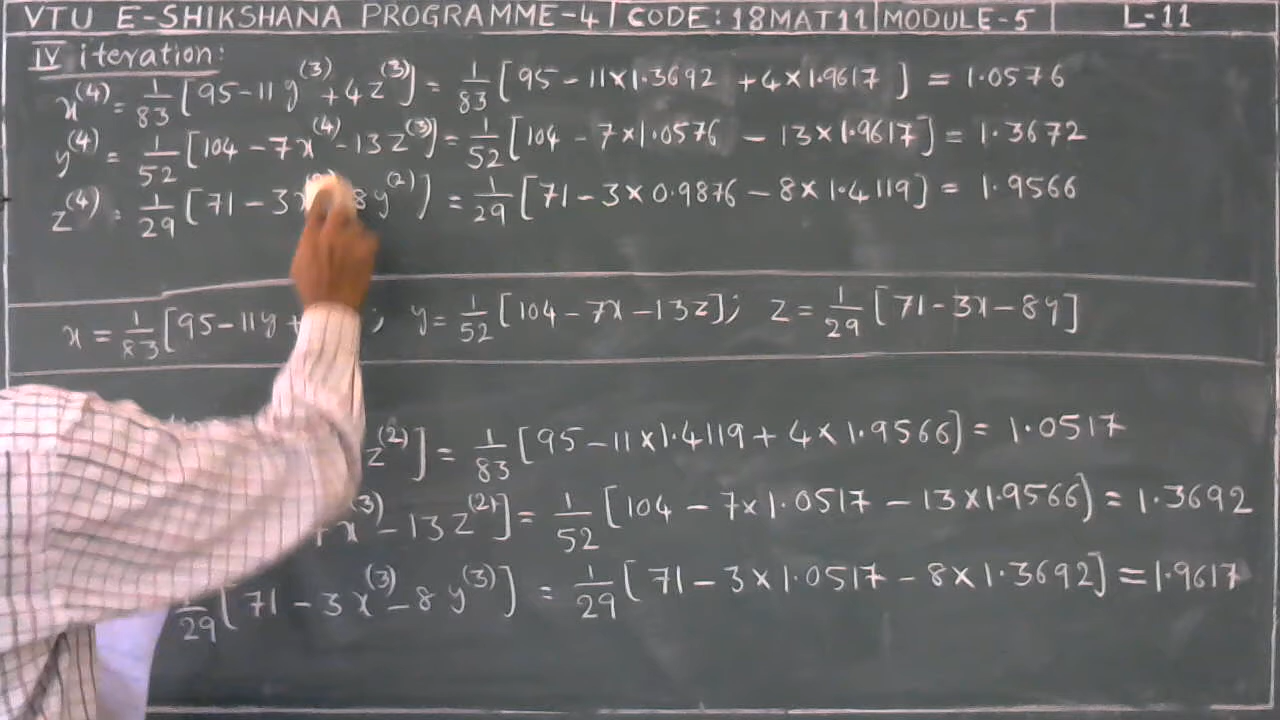 VTU E-SHIKSHANA PROGRAMME-4 | CODE: 18MAT11 | MODULE-5 | L-11
IV iteration:
x^(4) = 1/83 [95 - 11y^(3) + 4z^(3)] = 1/83 [95 - 11×1.3692 + 4×1.9617] = 1.0576
y^(4) = 1/52 [104 - 7x^(4) - 13z^(3)] = 1/52 [104 - 7×1.0576 - 13×1.9617] = 1.3672
z^(4) = 1/29 [71 - 3x 8y^(2)] = 1/29 [71 - 3×0.9876 - 8×1.4119] = 1.9566
x = 1/83 [95 - 11y + ; y = 1/52 [104 - 7x - 13z]; z = 1/29 [71 - 3x - 8y]
z^(2)] = 1/83 [95 - 11×1.4119 + 4×1.9566] = 1.0517
x^(3) - 13z^(2)] = 1/52 [104 - 7×1.0517 - 13×1.9566] = 1.3692
1/29 [71 - 3x^(3) - 8y^(3)] = 1/29 [71 - 3×1.0517 - 8×1.3692] = 1.9617